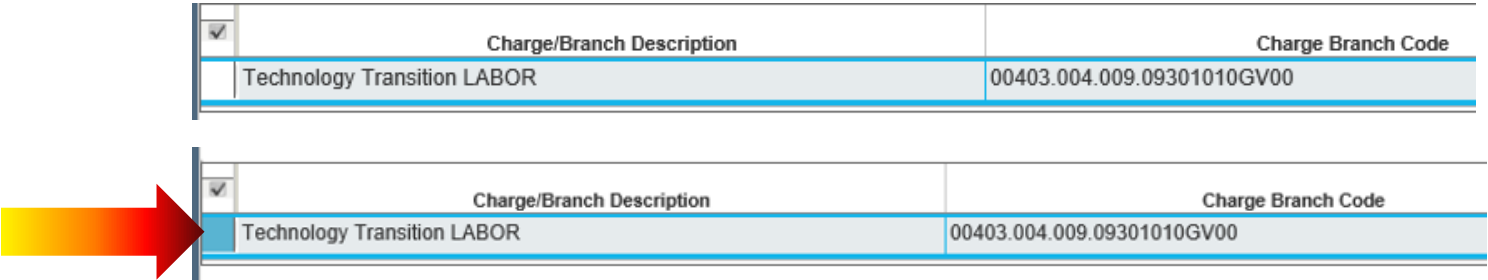 Charge/Branch Description Charge Branch Code
Technology Transition LABOR 00403.004.009.09301010GV00
Charge/Branch Description Charge Branch Code
Technology Transition LABOR 00403.004.009.09301010GV00